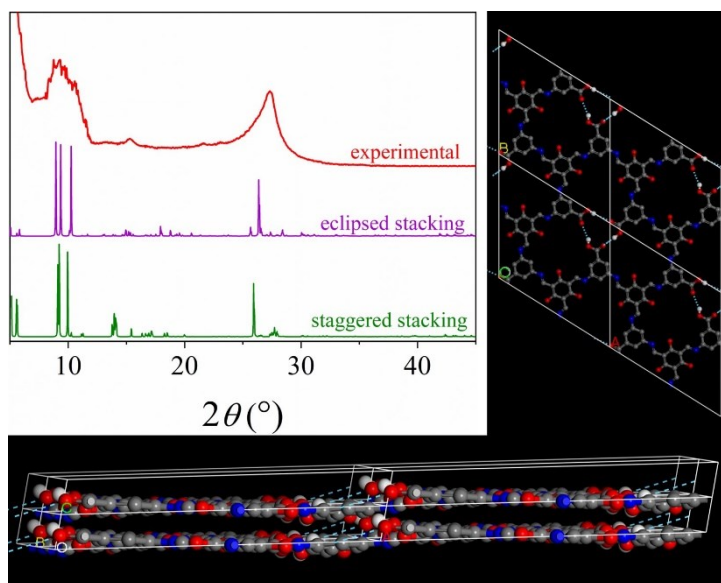 experimental
eclipsed stacking
staggered stacking
10 20 30 40
2θ(°)
B
O
A
C
B O